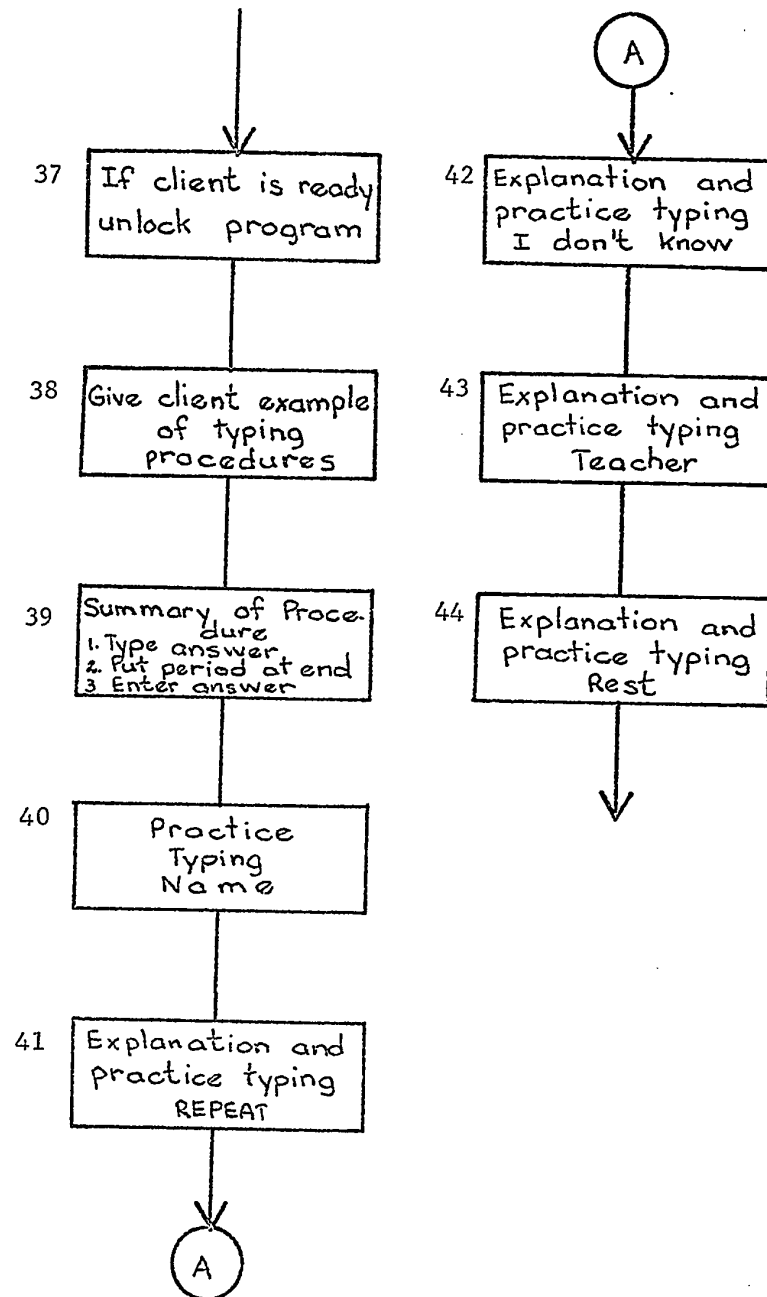 37
If client is ready
unlock program
38
Give client example
of typing
procedures
39
Summary of Proce-
dure
1. Type answer
2. Put period at end
3 Enter answer
40
Practice
Typing
Name
41
Explanation and
practice typing
REPEAT
A
A
42
Explanation and
practice typing
I don't know
43
Explanation and
practice typing
Teacher
44
Explanation and
practice typing
Rest